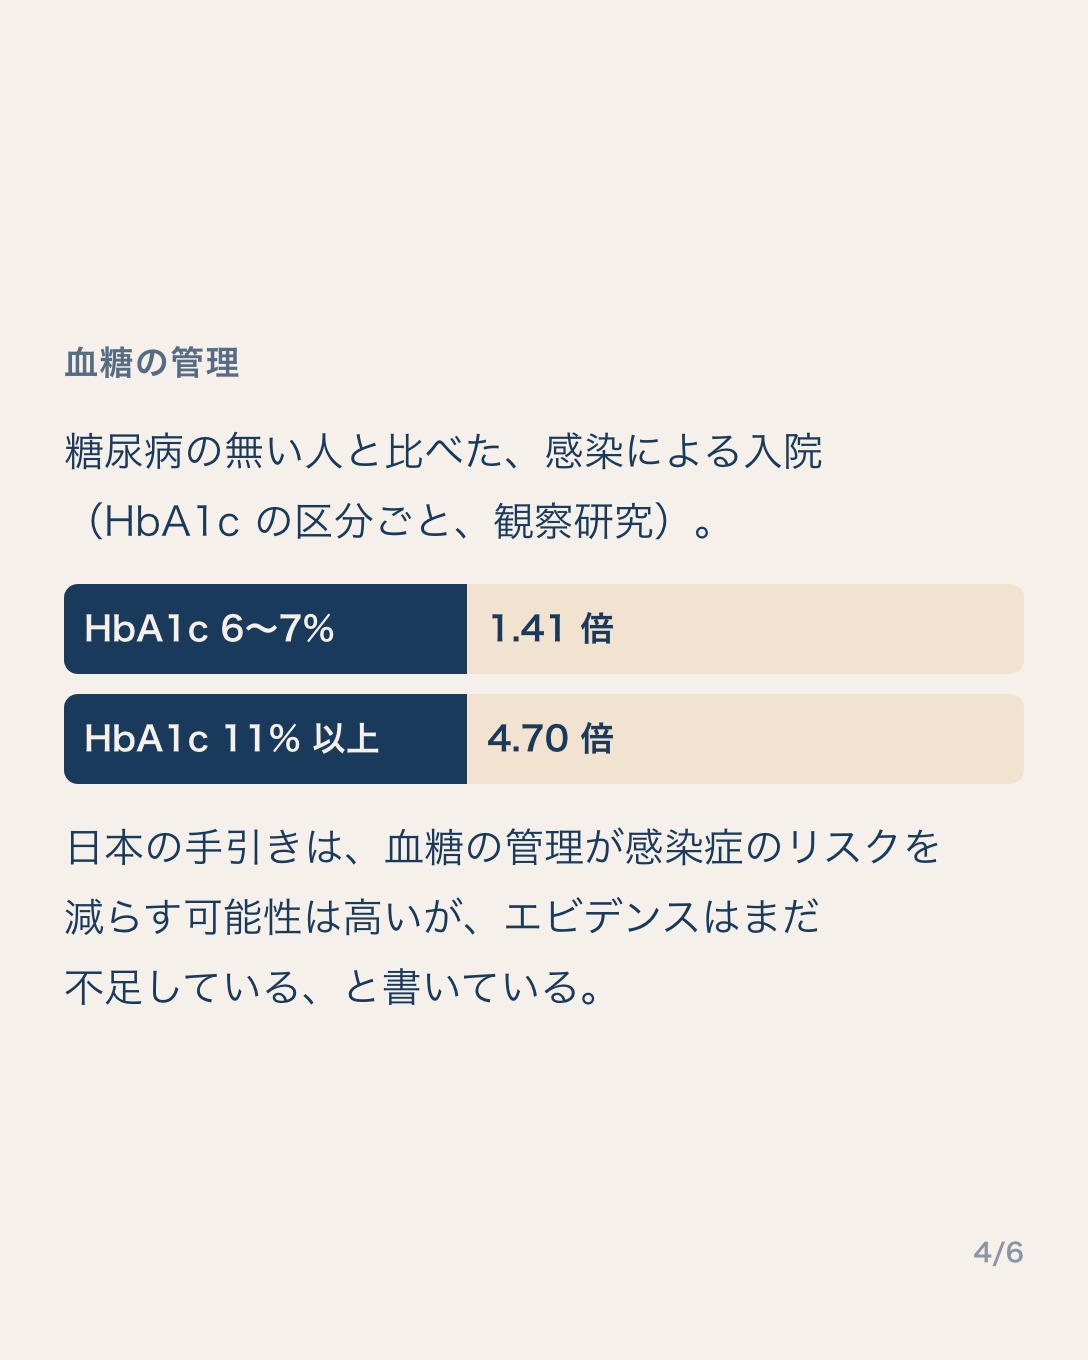 血糖の管理
糖尿病の無い人と比べた、感染による入院
（HbA1c の区分ごと、観察研究）。
HbA1c 6〜7% 1.41 倍
HbA1c 11% 以上 4.70 倍
日本の手引きは、血糖の管理が感染症のリスクを
減らす可能性は高いが、エビデンスはまだ
不足している、と書いている。
4/6